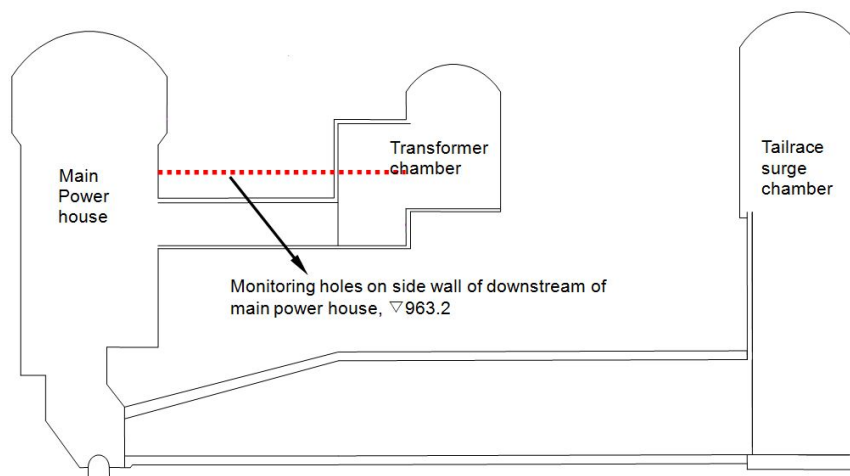 Main
Power
house
Transformer
chamber
Tailrace
surge
chamber
Monitoring holes on side wall of downstream of
main power house, ▽963.2